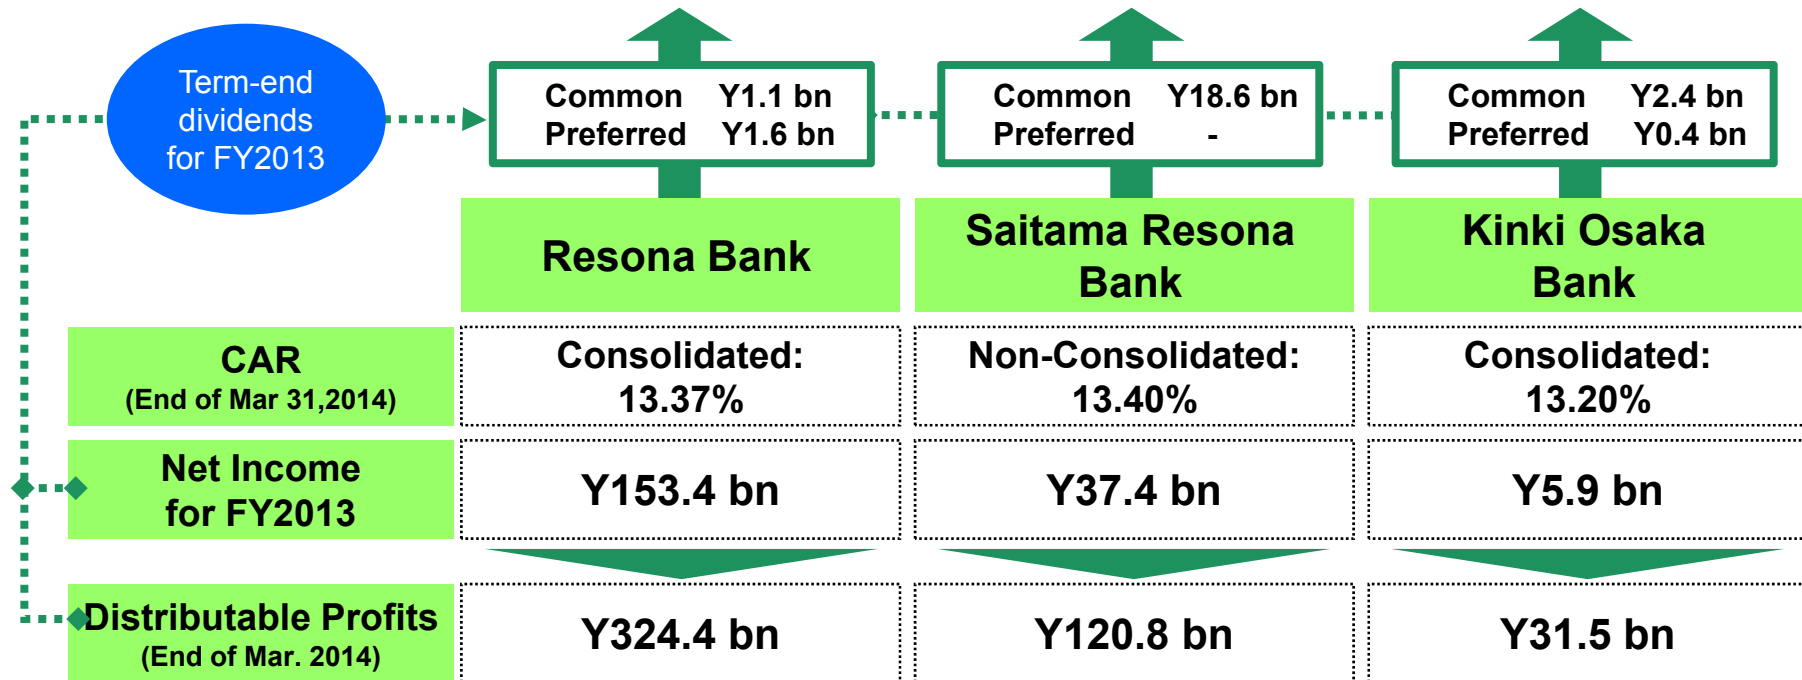 Term-end
dividends
for FY2013
Common Y1.1 bn
Preferred Y1.6 bn
Common Y18.6 bn
Preferred -
Common Y2.4 bn
Preferred Y0.4 bn
Resona Bank
Saitama Resona
Bank
Kinki Osaka
Bank
CAR
(End of Mar 31,2014)
Consolidated:
13.37%
Non-Consolidated:
13.40%
Consolidated:
13.20%
Net Income
for FY2013
Y153.4 bn
Y37.4 bn
Y5.9 bn
Distributable Profits
(End of Mar. 2014)
Y324.4 bn
Y120.8 bn
Y31.5 bn